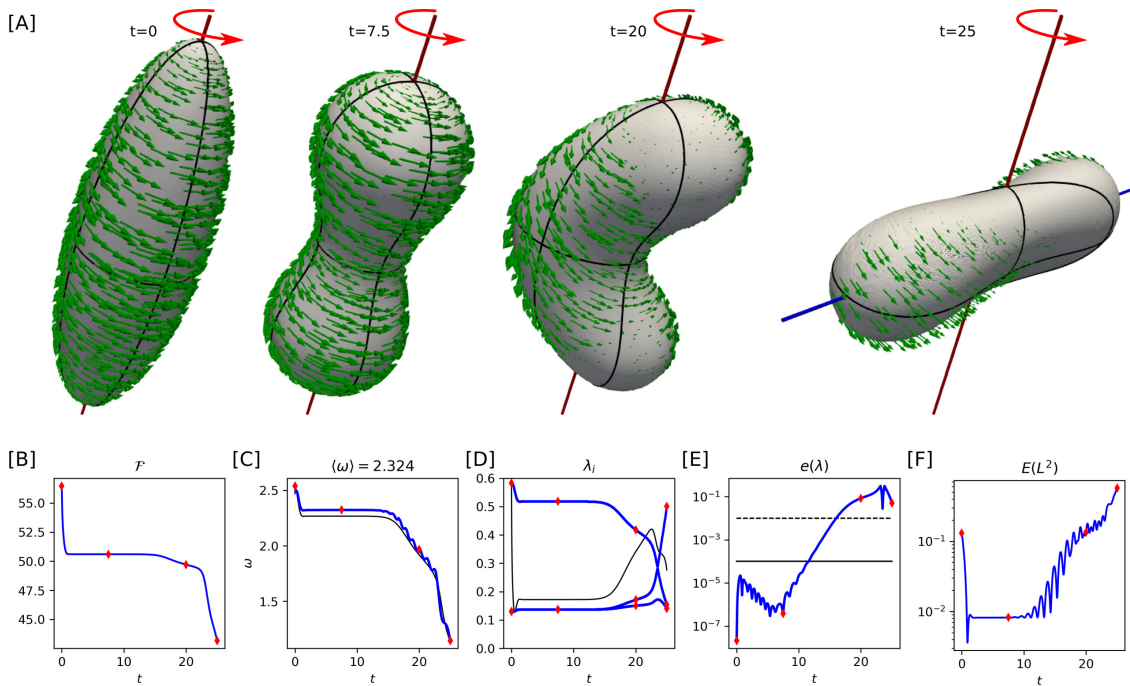 [A]
t=0
t=7.5
t=20
t=25
[B]
ℱ
55.0
52.5
50.0
47.5
45.0
0
10
20
t
[C]
⟨ω⟩ = 2.324
2.5
2.0
1.5
ω
0
10
20
t
[D]
λᵢ
0.6
0.5
0.4
0.3
0.2
0.1
0.0
0
10
20
t
[E]
e(λ)
10⁻¹
10⁻³
10⁻⁵
10⁻⁷
0
10
20
t
[F]
E(L²)
10⁻¹
10⁻²
0
10
20
t